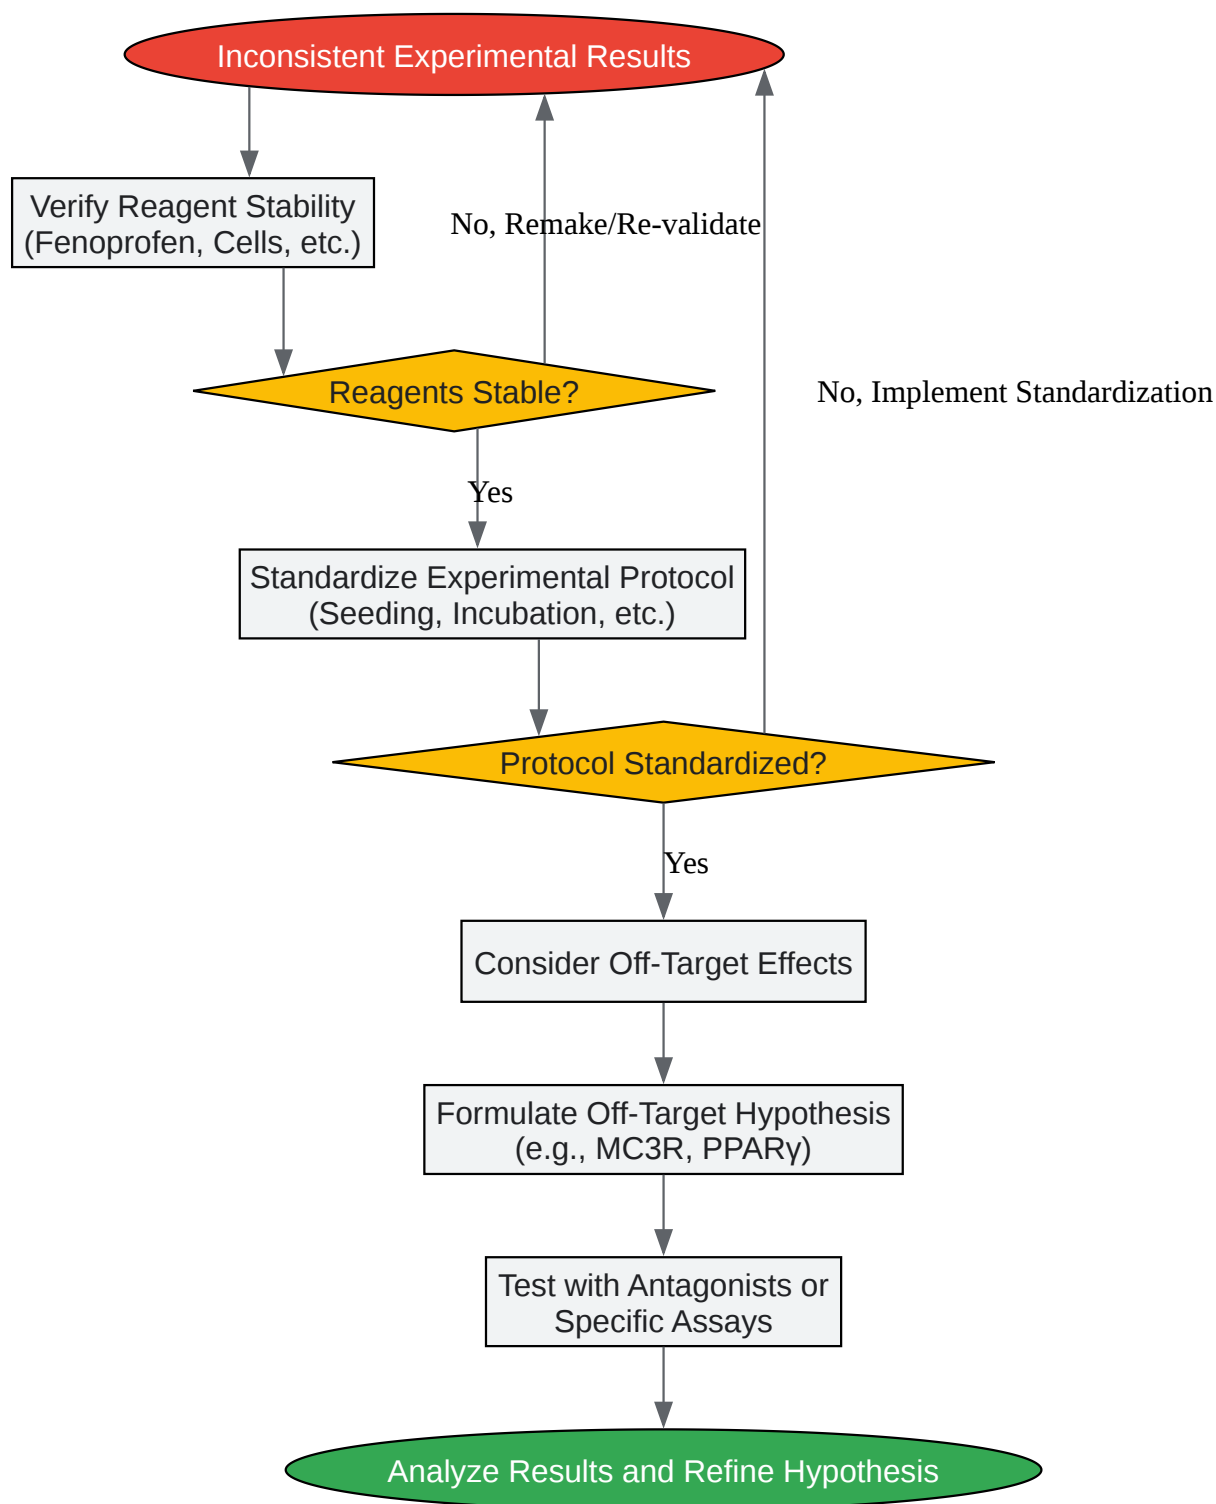 Inconsistent Experimental Results
Verify Reagent Stability
(Fenoprofen, Cells, etc.)
No, Remake/Re-validate
Reagents Stable?
No, Implement Standardization
Yes
Standardize Experimental Protocol
(Seeding, Incubation, etc.)
Protocol Standardized?
Yes
Consider Off-Target Effects
Formulate Off-Target Hypothesis
(e.g., MC3R, PPARγ)
Test with Antagonists or
Specific Assays
Analyze Results and Refine Hypothesis